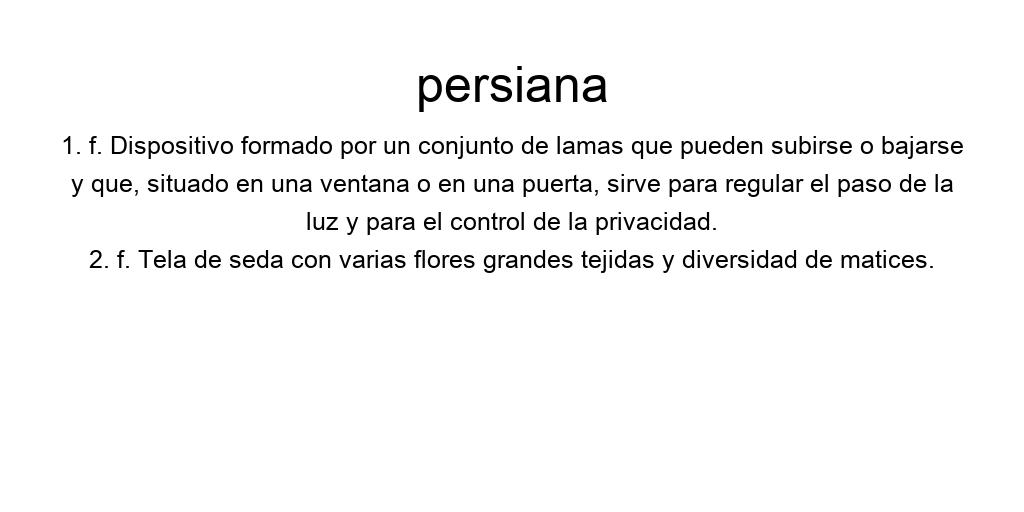 persiana
1. f. Dispositivo formado por un conjunto de lamas que pueden subirse o bajarse
y que, situado en una ventana o en una puerta, sirve para regular el paso de la
luz y para el control de la privacidad.
2. f. Tela de seda con varias flores grandes tejidas y diversidad de matices.